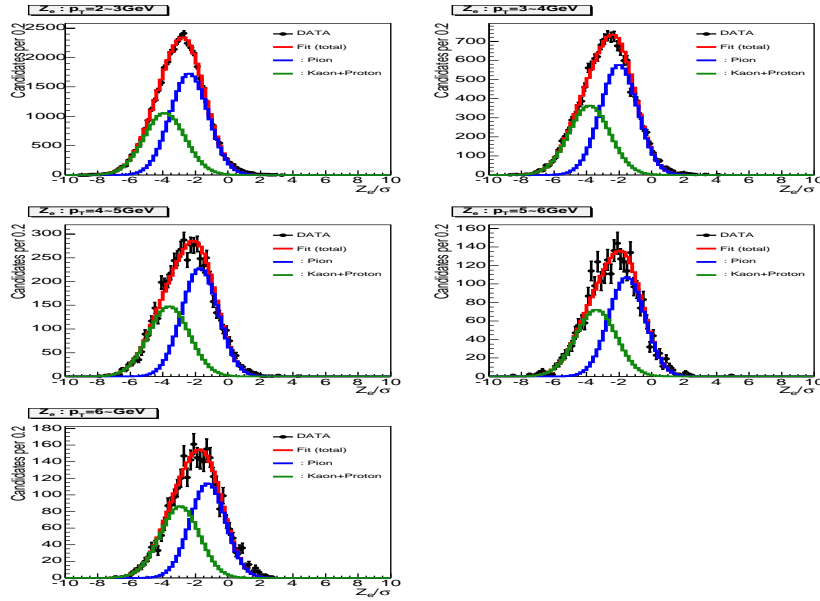 Z_e : p_T=2~3GeV
Candidates per 0.2
2500
2000
1500
1000
500
0
DATA
Fit (total)
: Pion
: Kaon+Proton
-10 -8 -6 -4 -2 0 2 4 6 8 10
Z_e/σ
Z_e : p_T=3~4GeV
Candidates per 0.2
700
600
500
400
300
200
100
0
DATA
Fit (total)
: Pion
: Kaon+Proton
-10 -8 -6 -4 -2 0 2 4 6 8 10
Z_e/σ
Z_e : p_T=4~5GeV
Candidates per 0.2
300
250
200
150
100
50
0
DATA
Fit (total)
: Pion
: Kaon+Proton
-10 -8 -6 -4 -2 0 2 4 6 8 10
Z_e/σ
Z_e : p_T=5~6GeV
Candidates per 0.2
160
140
120
100
80
60
40
20
0
DATA
Fit (total)
: Pion
: Kaon+Proton
-10 -8 -6 -4 -2 0 2 4 6 8 10
Z_e/σ
Z_e : p_T=6~GeV
Candidates per 0.2
180
160
140
120
100
80
60
40
20
0
DATA
Fit (total)
: Pion
: Kaon+Proton
-10 -8 -6 -4 -2 0 2 4 6 8 10
Z_e/σ